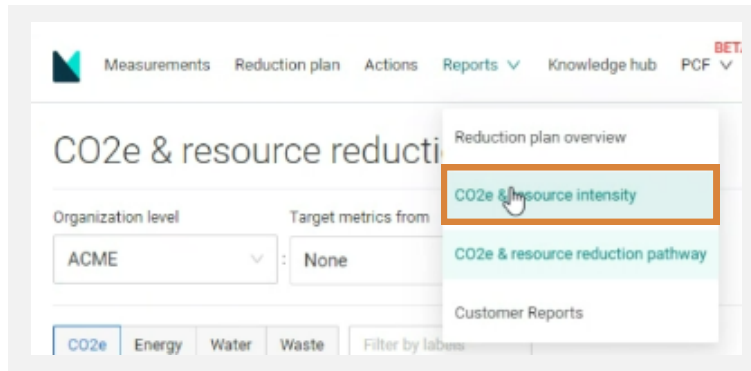 Measurements Reduction plan Actions Reports Knowledge hub PCF BETA
Reduction plan overview
CO2e & resource reducti
CO2e & resource intensity
Organization level Target metrics from
CO2e & resource reduction pathway
ACME : None
Customer Reports
CO2e Energy Water Waste Filter by labels